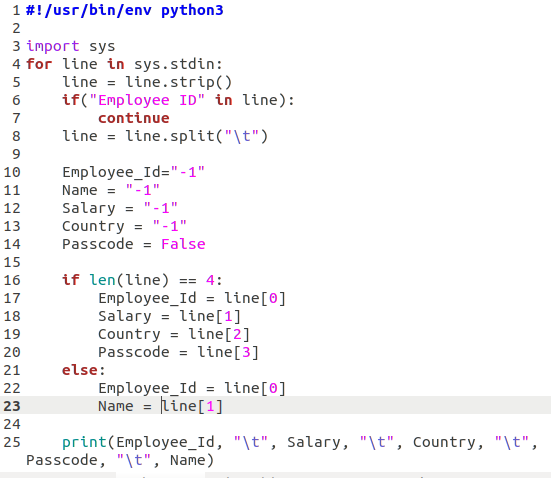 1 #!/usr/bin/env python3
2
3 import sys
4 for line in sys.stdin:
5     line = line.strip()
6     if("Employee ID" in line):
7         continue
8     line = line.split("\t")
9
10     Employee_Id="-1"
11     Name = "-1"
12     Salary = "-1"
13     Country = "-1"
14     Passcode = False
15
16     if len(line) == 4:
17         Employee_Id = line[0]
18         Salary = line[1]
19         Country = line[2]
20         Passcode = line[3]
21     else:
22         Employee_Id = line[0]
23         Name = line[1]
24
25     print(Employee_Id, "\t", Salary, "\t", Country, "\t",
Passcode, "\t", Name)